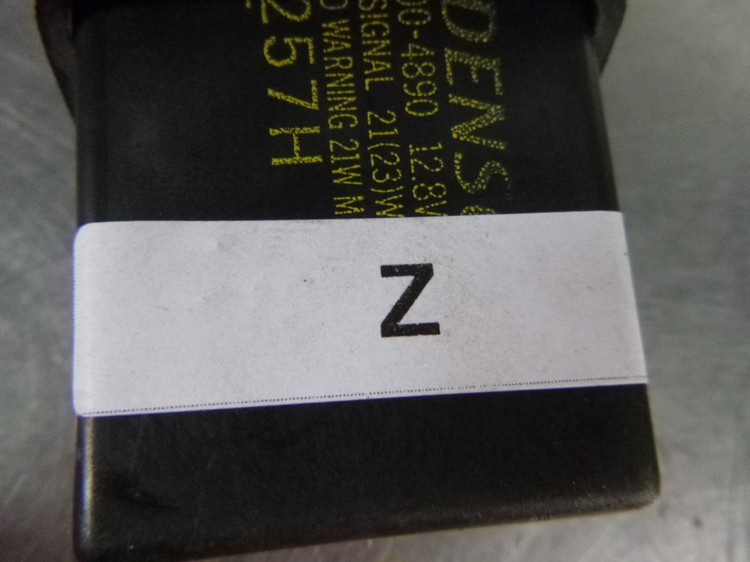 DENS
00-4890 12.8V
SIGNAL 21(23)W
WARNING 21W M
257H
Z